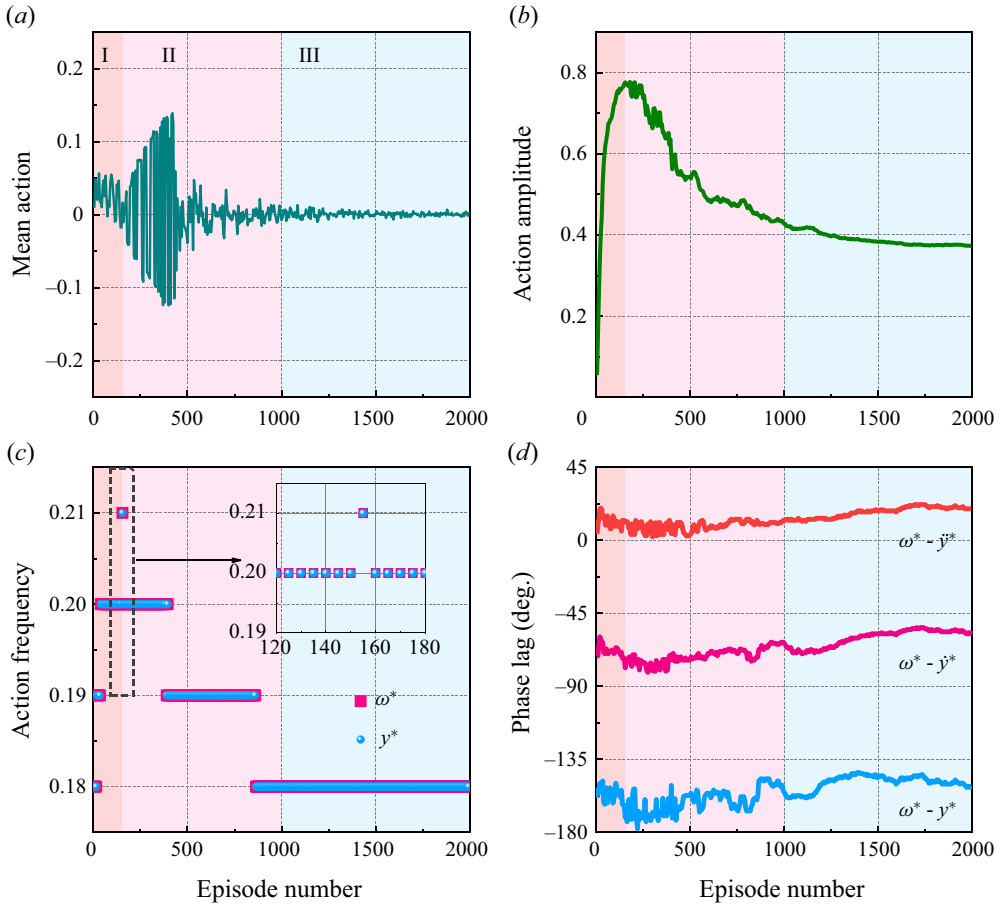 (a)
I II III
0.2
0.1
0
–0.1
–0.2
Mean action
0 500 1000 1500 2000
(b)
0.8
0.6
0.4
0.2
Action amplitude
0 500 1000 1500 2000
(c)
0.21
0.20
0.19
0.18
Action frequency
0.21
0.20
0.19
120 140 160 180
ω*
y*
0 500 1000 1500 2000
Episode number
(d)
45
0
–45
–90
–135
–180
Phase lag (deg.)
ω* - ÿ*
ω* - ẏ*
ω* - y*
0 500 1000 1500 2000
Episode number